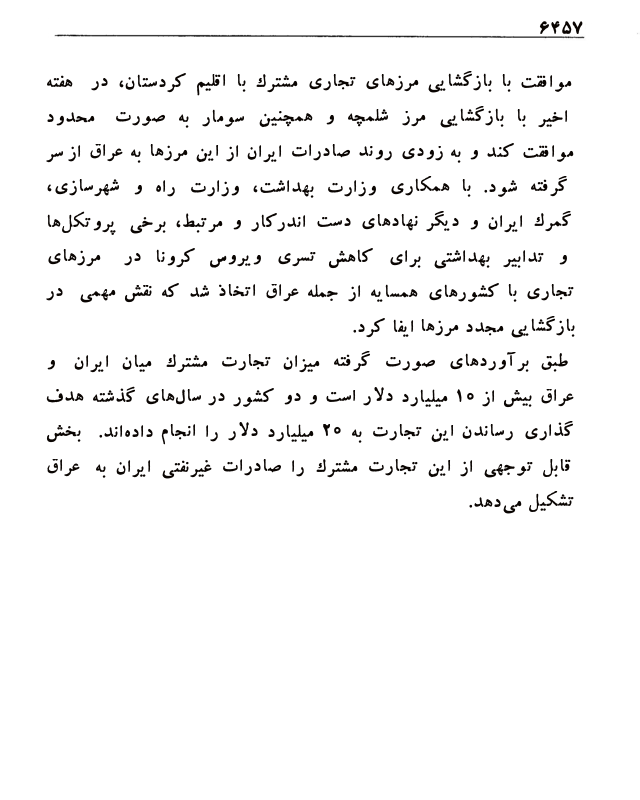 ۶۴۵۷
موافقت با بازگشایی مرزهای تجاری مشترك با اقلیم کردستان، در هفته
اخیر با بازگشایی مرز شلمچه و همچنین سومار به صورت محدود
موافقت کند و به زودی روند صادرات ایران از این مرزها به عراق از سر
گرفته شود. با همکاری وزارت بهداشت، وزارت راه و شهرسازی،
گمرك ایران و دیگر نهادهای دست اندرکار و مرتبط، برخی پروتکل‌ها
و تدابیر بهداشتی برای کاهش تسری ویروس کرونا در مرزهای
تجاری با کشورهای همسایه از جمله عراق اتخاذ شد که نقش مهمی در
بازگشایی مجدد مرزها ایفا کرد.
طبق برآوردهای صورت گرفته میزان تجارت مشترك میان ایران و
عراق بیش از ۱۰ میلیارد دلار است و دو کشور در سال‌های گذشته هدف
گذاری رساندن این تجارت به ۲۰ میلیارد دلار را انجام داده‌اند. بخش
قابل توجهی از این تجارت مشترك را صادرات غیرنفتی ایران به عراق
تشکیل می‌دهد.